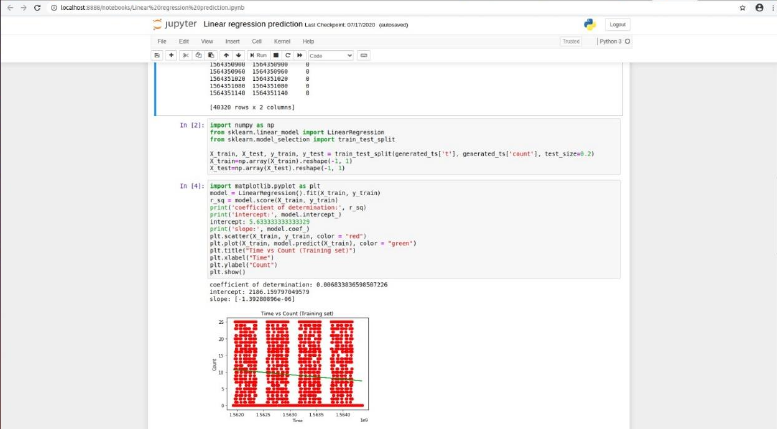 localhost:8888/notebooks/Linear%20regression%20prediction.ipynb
jupyter Linear regression prediction Last Checkpoint: 07/17/2020 (autosaved)
Logout
File Edit View Insert Cell Kernel Help
Trusted Python 3
Run Code
1564350900 1564350900 0
1564350960 1564350960 0
1564351020 1564351020 0
1564351080 1564351080 0
1564351140 1564351140 0
[40320 rows x 2 columns]
In [2]: import numpy as np
from sklearn.linear_model import LinearRegression
from sklearn.model_selection import train_test_split
X_train, X_test, y_train, y_test = train_test_split(generated_ts['t'], generated_ts['count'], test_size=0.2)
X_train=np.array(X_train).reshape(-1, 1)
X_test=np.array(X_test).reshape(-1, 1)
In [4]: import matplotlib.pyplot as plt
model = LinearRegression().fit(X_train, y_train)
r_sq = model.score(X_train, y_train)
print('coefficient of determination:', r_sq)
print('intercept:', model.intercept_)
intercept: 5.633333333333329
print('slope:', model.coef_)
plt.scatter(X_train, y_train, color = "red")
plt.plot(X_train, model.predict(X_train), color = "green")
plt.title("Time vs Count (Training set)")
plt.xlabel("Time")
plt.ylabel("Count")
plt.show()
coefficient of determination: 0.006833836598507226
intercept: 2186.159797049579
slope: [-1.39280896e-06]
Time vs Count (Training set)
25
20
15
10
5
0
Count
1.5620 1.5625 1.5630 1.5635 1.5640
Time
1e9